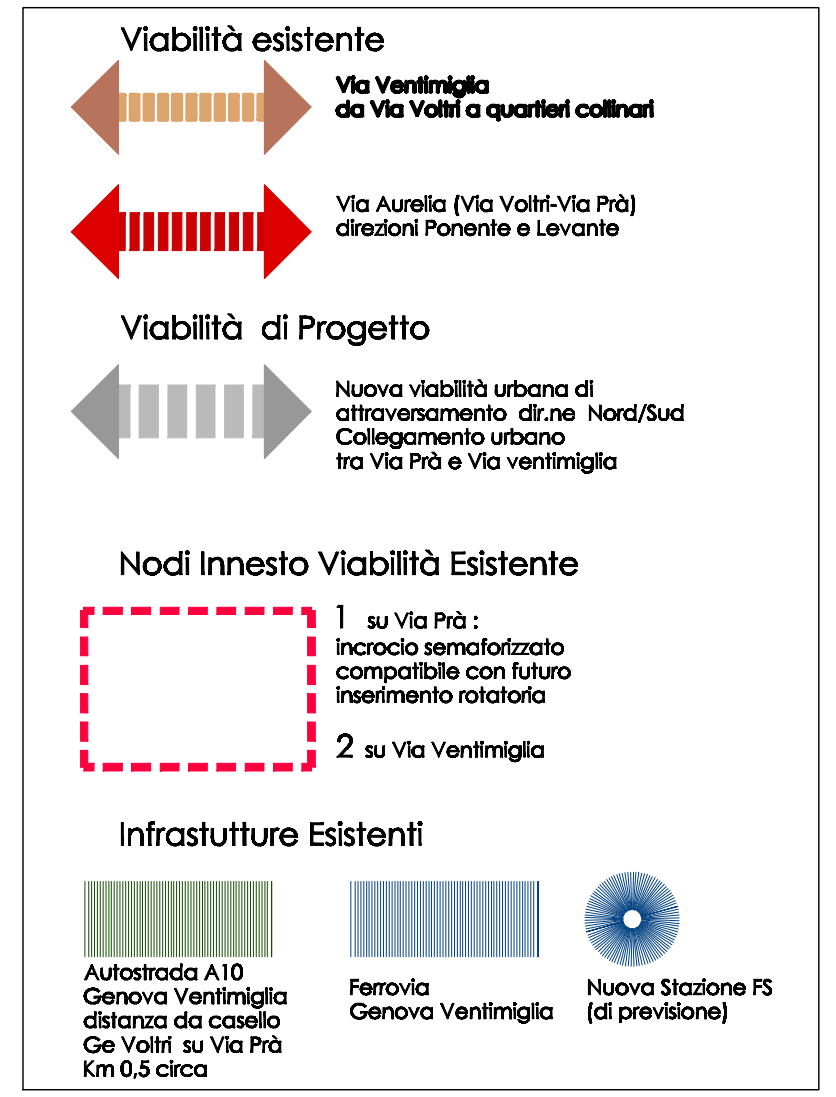 Viabilità esistente
Via Ventimiglia
da Via Voltri a quartieri collinari
Via Aurelia (Via Voltri-Via Prà)
direzioni Ponente e Levante
Viabilità di Progetto
Nuova viabilità urbana di
attraversamento dir.ne Nord/Sud
Collegamento urbano
tra Via Prà e Via ventimiglia
Nodi Innesto Viabilità Esistente
1 su Via Prà :
incrocio semaforizzato
compatibile con futuro
inserimento rotatoria
2 su Via Ventimiglia
Infrastutture Esistenti
Autostrada A10
Genova Ventimiglia
distanza da casello
Ge Voltri su Via Prà
Km 0,5 circa
Ferrovia
Genova Ventimiglia
Nuova Stazione FS
(di previsione)